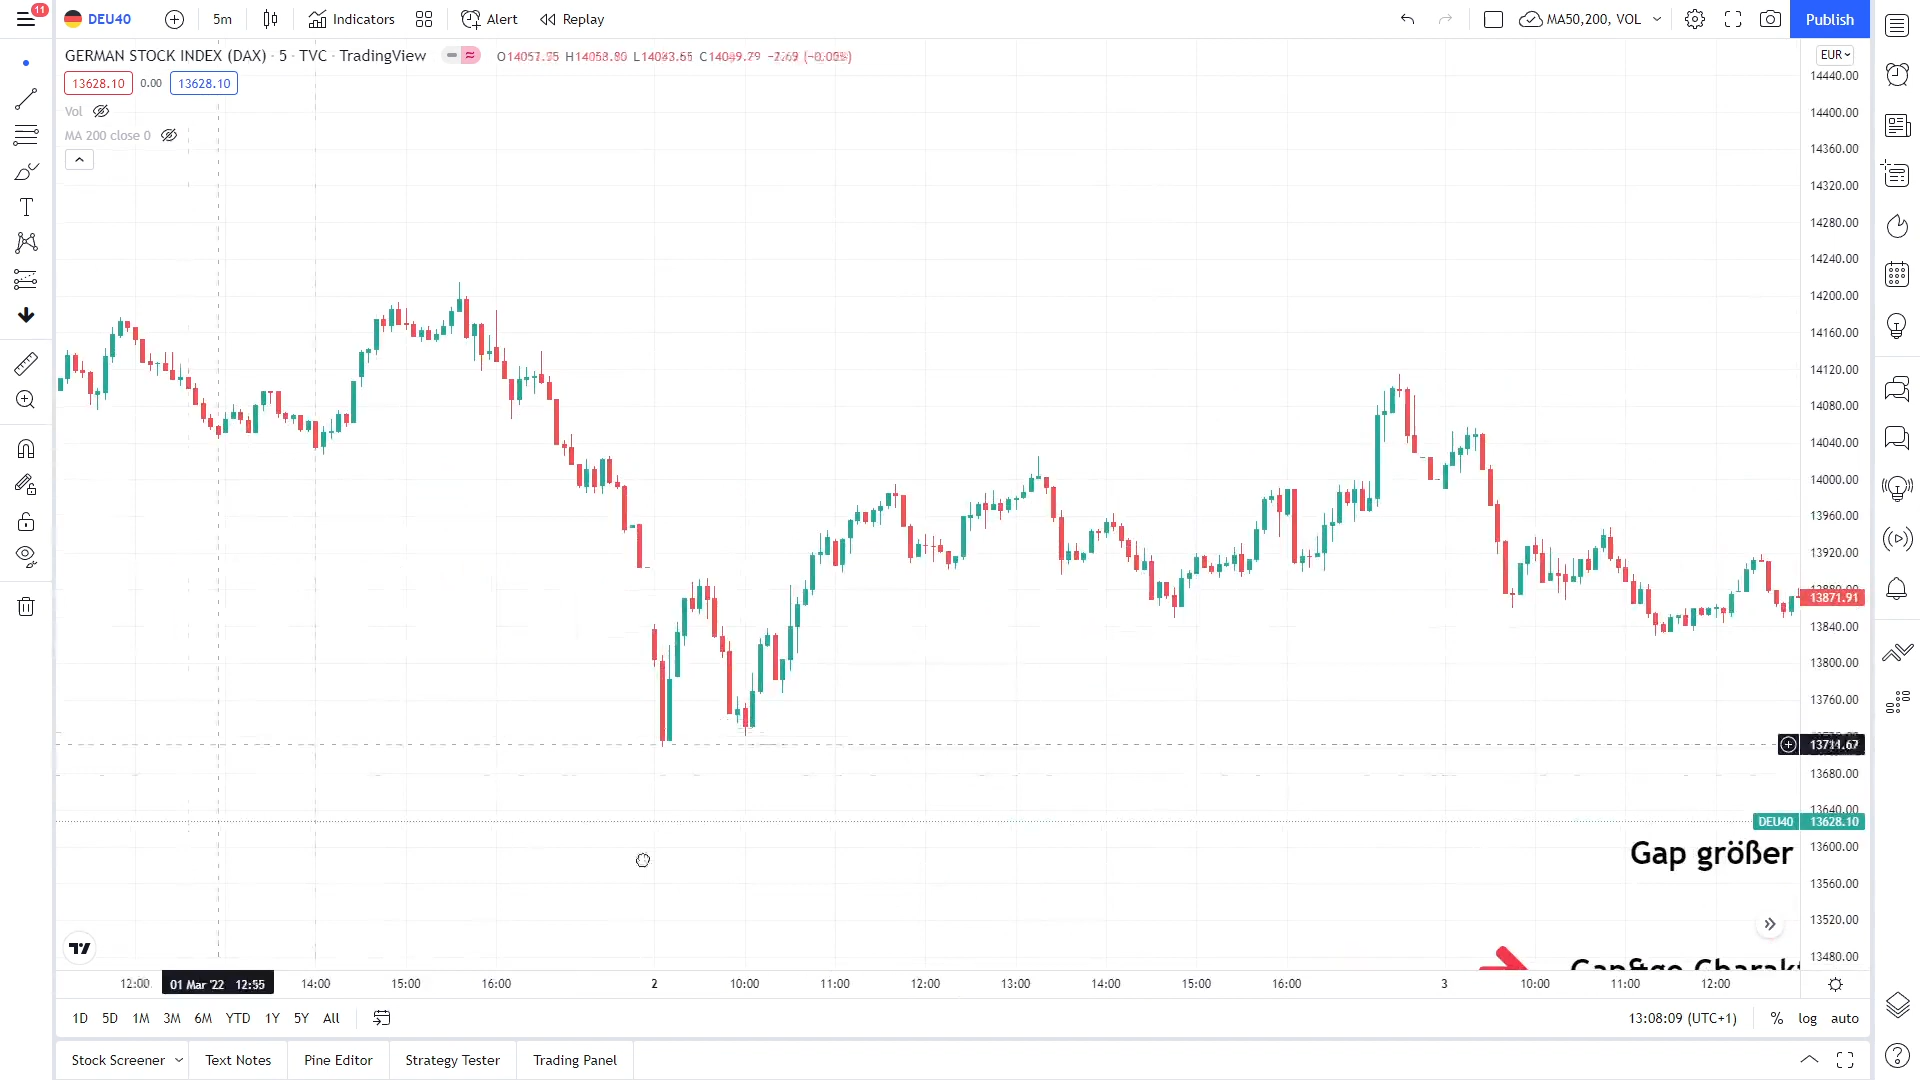 11
DEU40
5m
Indicators
Alert
Replay
MA50,200, VOL
Publish
GERMAN STOCK INDEX (DAX) · 5 · TVC · TradingView
EUR
13628.10
0.00
13628.10
Vol
MA 200 close 0
14440.00
14400.00
14360.00
14320.00
14280.00
14240.00
14200.00
14160.00
14120.00
14080.00
14040.00
14000.00
13960.00
13920.00
13871.91
13840.00
13800.00
13760.00
13680.00
13640.00
DEU40 13628.10
13600.00
13560.00
13520.00
13480.00
Gap größer
12:00
01 Mar '22 12:55
14:00
15:00
16:00
2
10:00
11:00
12:00
13:00
14:00
15:00
16:00
3
10:00
11:00
12:00
1D
5D
1M
3M
6M
YTD
1Y
5Y
All
13:08:09 (UTC+1)
%
log
auto
Stock Screener
Text Notes
Pine Editor
Strategy Tester
Trading Panel